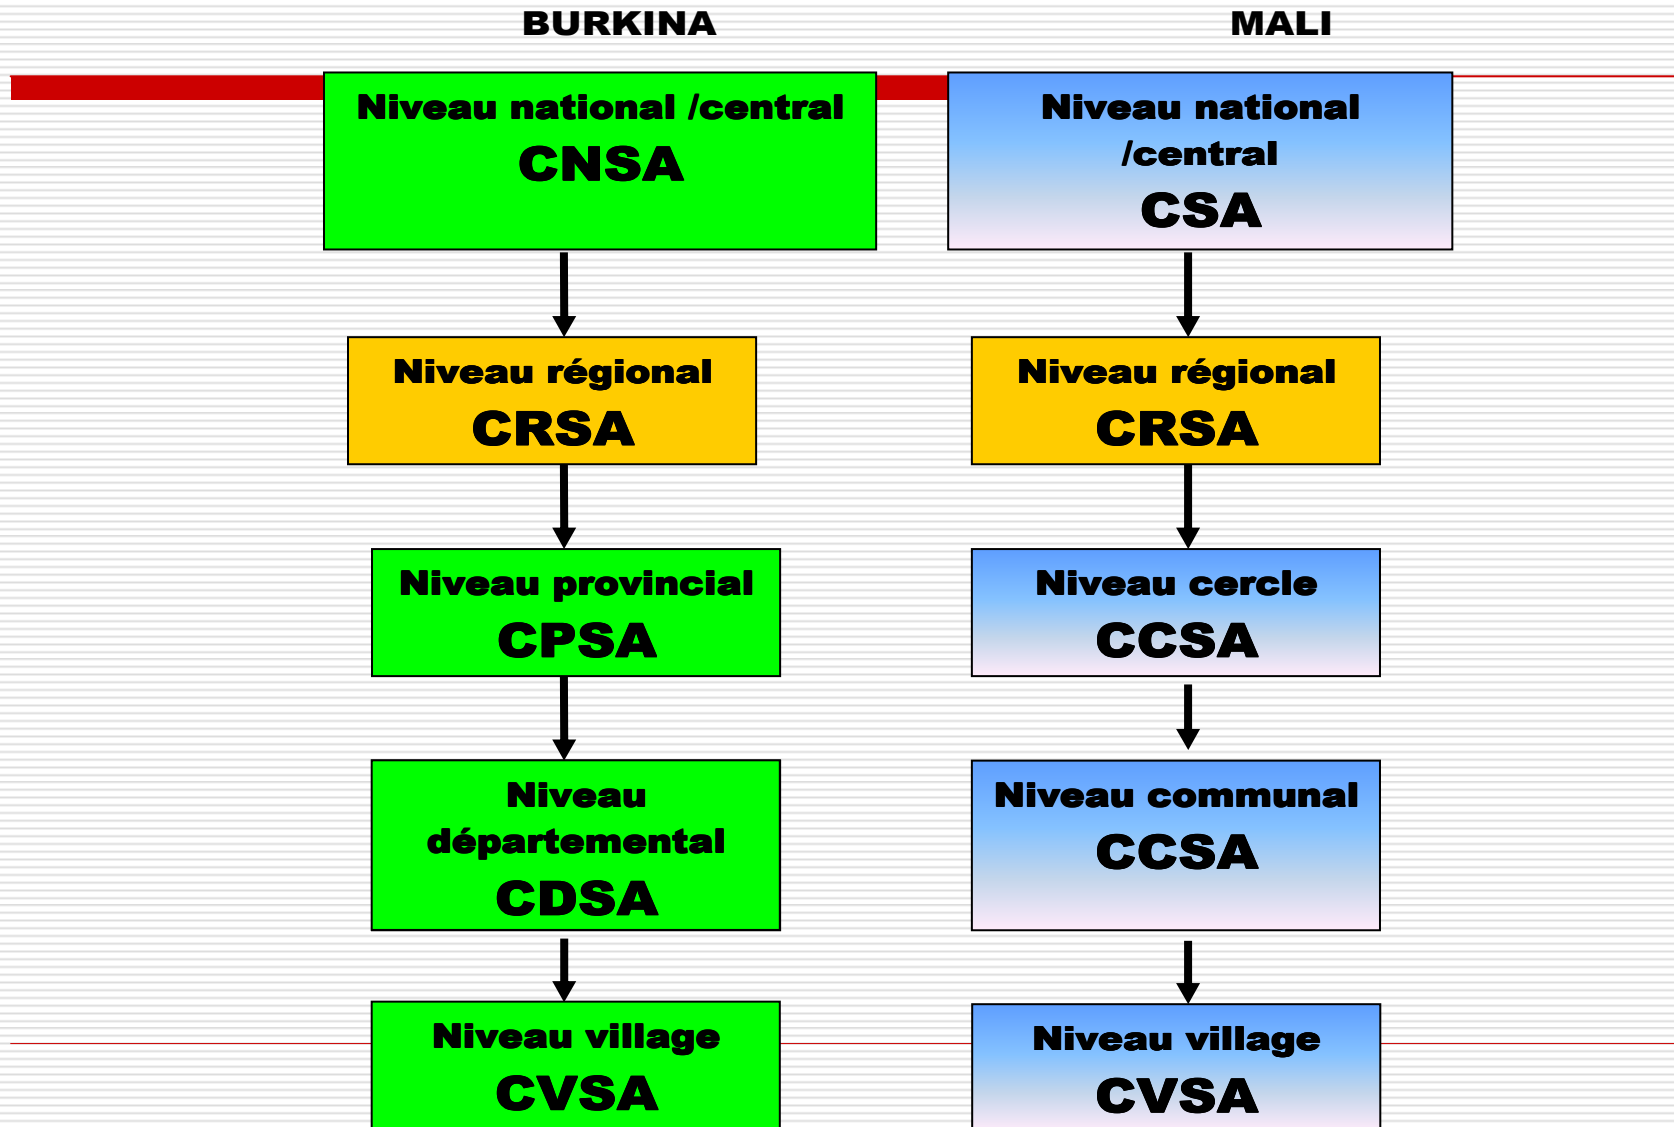 BURKINA
MALI
Niveau national /central
CNSA
Niveau national
/central
CSA
Niveau régional
CRSA
Niveau régional
CRSA
Niveau provincial
CPSA
Niveau cercle
CCSA
Niveau
départemental
CDSA
Niveau communal
CCSA
Niveau village
CVSA
Niveau village
CVSA